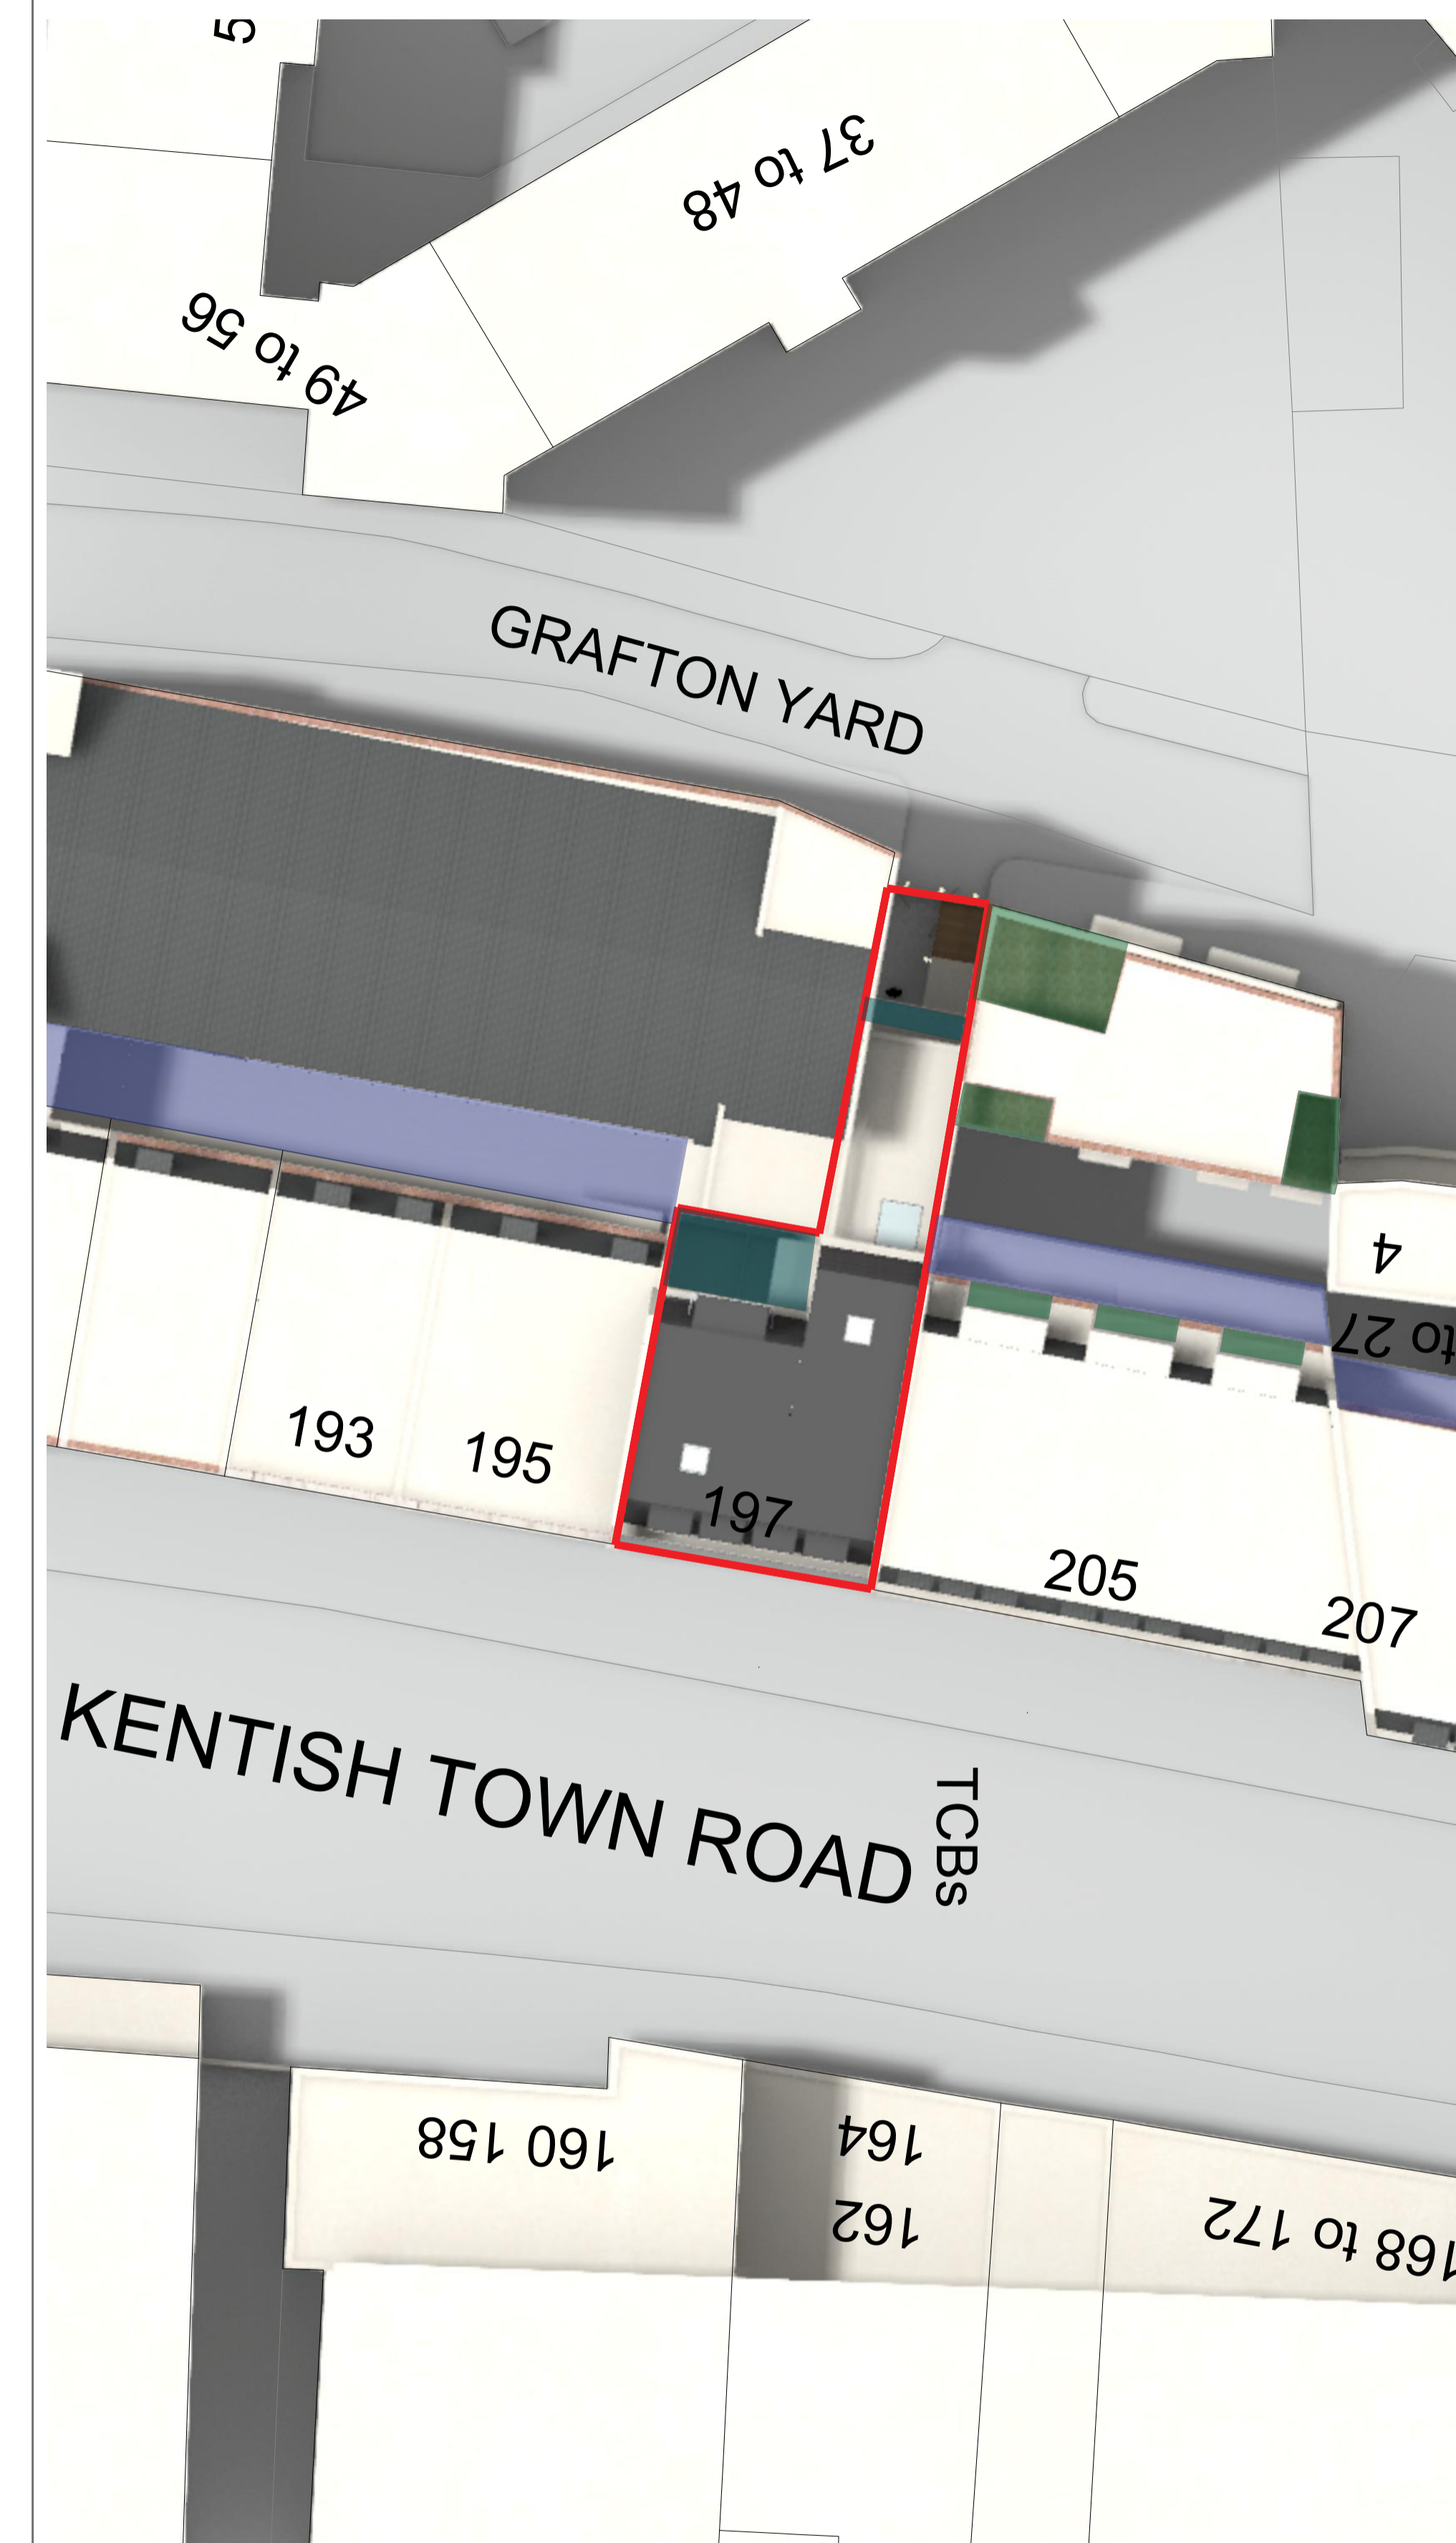 5
37 to 48
49 to 56
GRAFTON YARD
4
to 27
193
195
197
205
207
KENTISH TOWN ROAD
TCBs
160 158
164
162
168 to 172